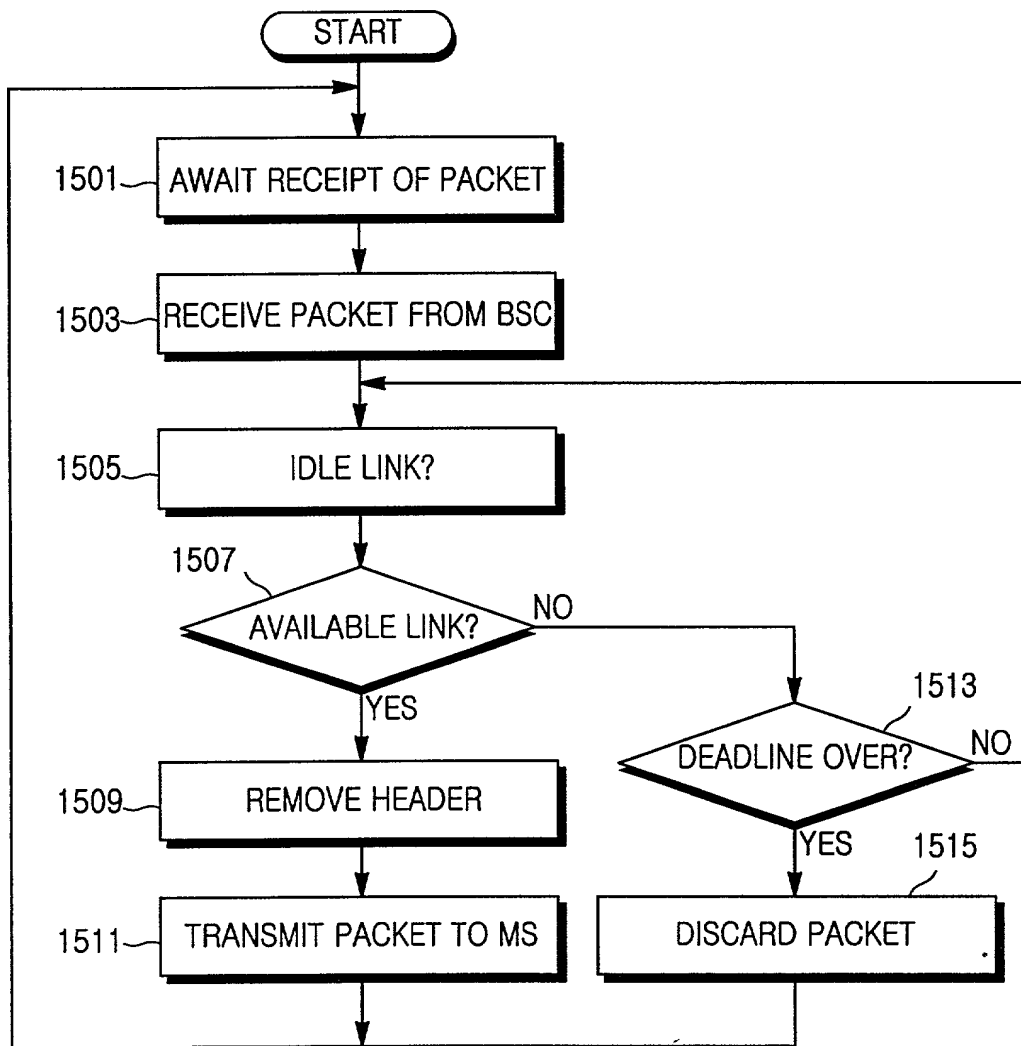 START
1501
AWAIT RECEIPT OF PACKET
1503
RECEIVE PACKET FROM BSC
1505
IDLE LINK?
1507
AVAILABLE LINK?
NO
YES
1513
DEADLINE OVER?
NO
YES
1509
REMOVE HEADER
1511
TRANSMIT PACKET TO MS
1515
DISCARD PACKET